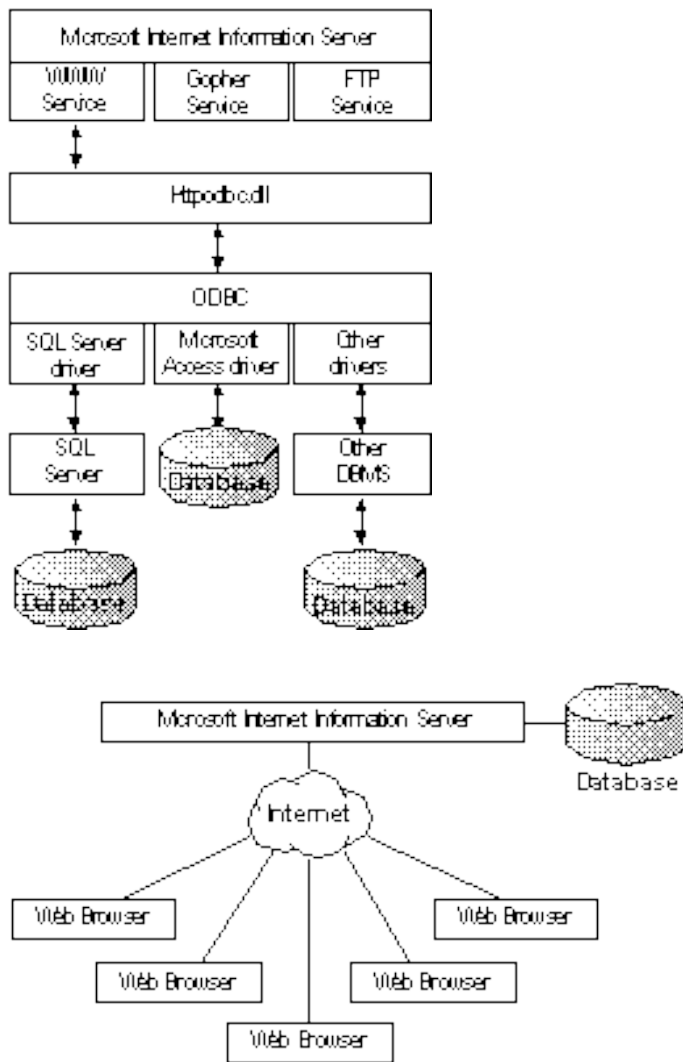 Microsoft Internet Information Server
WWW Service
Gopher Service
FTP Service
Httpodbc.dll
ODBC
SQL Server driver
Microsoft Access driver
Other drivers
SQL Server
Database
Other DBMS
Database
Database
Microsoft Internet Information Server
Database
Internet
Web Browser
Web Browser
Web Browser
Web Browser
Web Browser